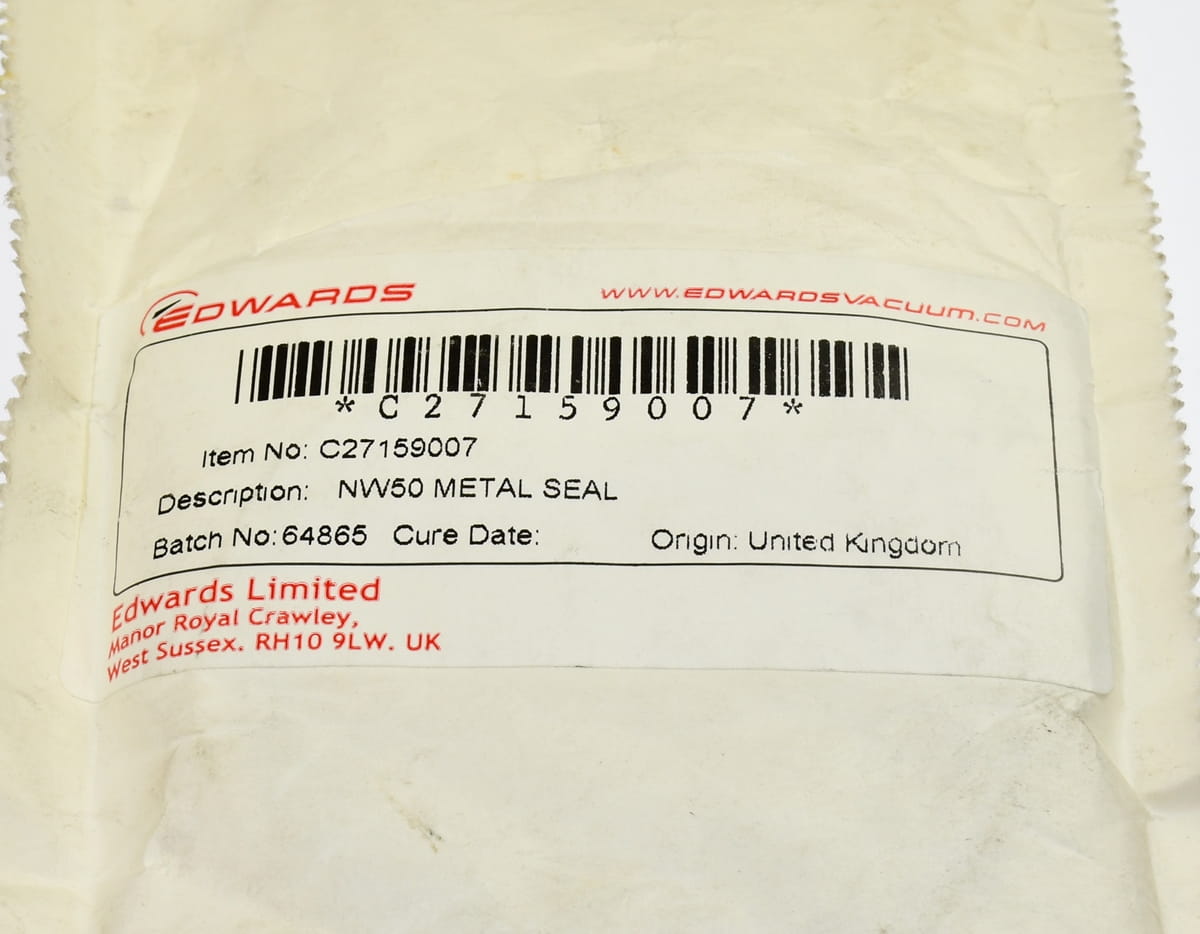 EDWARDS
WWW.EDWARDSVACUUM.COM
*C27159007*
Item No: C27159007
Description: NW50 METAL SEAL
Batch No: 64865 Cure Date: Origin: United Kingdom
Edwards Limited
Manor Royal Crawley,
West Sussex. RH10 9LW. UK